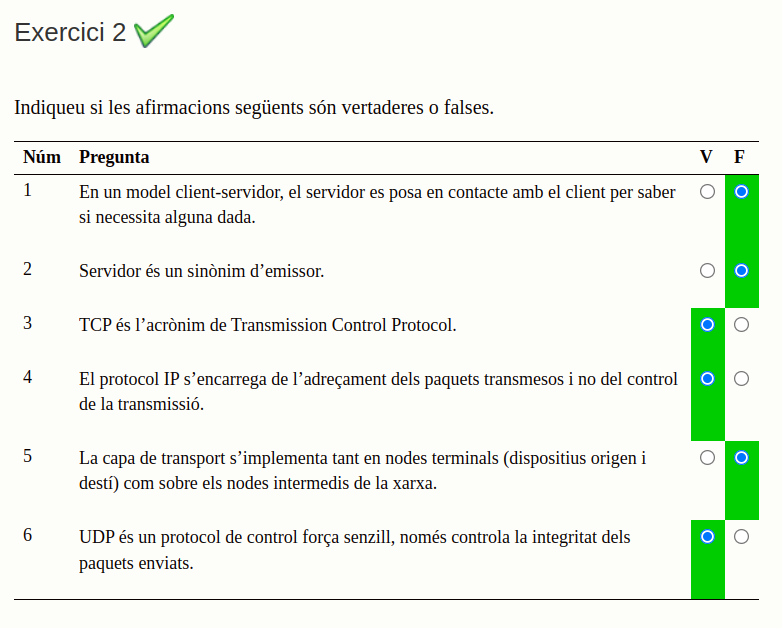 Exercici 2
Indiqueu si les afirmacions següents són vertaderes o falses.
Núm Pregunta V F
1 En un model client-servidor, el servidor es posa en contacte amb el client per saber
si necessita alguna dada.
2 Servidor és un sinònim d’emissor.
3 TCP és l’acrònim de Transmission Control Protocol.
4 El protocol IP s’encarrega de l’adreçament dels paquets transmesos i no del control
de la transmissió.
5 La capa de transport s’implementa tant en nodes terminals (dispositius origen i
destí) com sobre els nodes intermedis de la xarxa.
6 UDP és un protocol de control força senzill, només controla la integritat dels
paquets enviats.